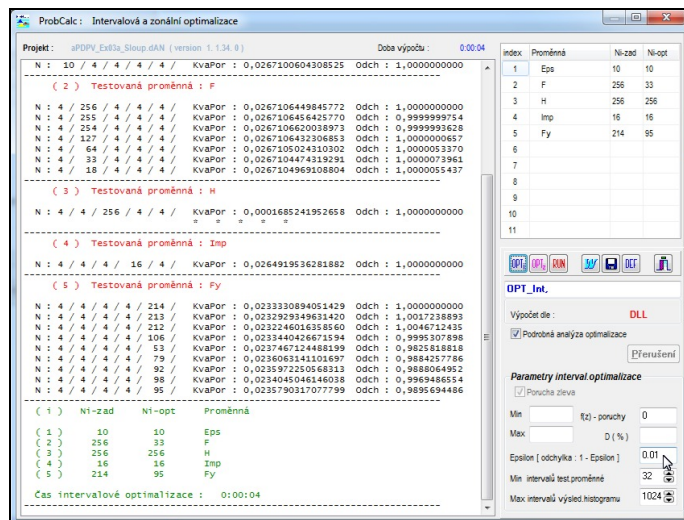 ProbCalc : Intervalová a zonální optimalizace
Projekt : aPDPV_Ex03a_Sloup.dAN ( version 1. 1.34. 0 ) Doba výpočtu : 0:00:04
N : 10 / 4 / 4 / 4 / 4 / KvaPor : 0,0267100604308525 Odch : 1,0000000000
( 2 ) Testovaná proměnná : F
N : 4 / 256 / 4 / 4 / 4 / KvaPor : 0,0267106449845772 Odch : 1,0000000000
N : 4 / 255 / 4 / 4 / 4 / KvaPor : 0,0267106456425770 Odch : 0,9999999754
N : 4 / 254 / 4 / 4 / 4 / KvaPor : 0,0267106620038973 Odch : 0,9999993628
N : 4 / 127 / 4 / 4 / 4 / KvaPor : 0,0267106432306853 Odch : 1,0000000657
N : 4 / 64 / 4 / 4 / 4 / KvaPor : 0,0267105024310302 Odch : 1,0000053370
N : 4 / 33 / 4 / 4 / 4 / KvaPor : 0,0267104474319291 Odch : 1,0000073961
N : 4 / 18 / 4 / 4 / 4 / KvaPor : 0,0267104969108804 Odch : 1,0000055437
( 3 ) Testovaná proměnná : H
N : 4 / 4 / 256 / 4 / 4 / KvaPor : 0,0001685241952658 Odch : 1,0000000000
* * * * *
( 4 ) Testovaná proměnná : Imp
N : 4 / 4 / 4 / 16 / 4 / KvaPor : 0,0264919536281882 Odch : 1,0000000000
( 5 ) Testovaná proměnná : Fy
N : 4 / 4 / 4 / 4 / 214 / KvaPor : 0,0233330894051429 Odch : 1,0000000000
N : 4 / 4 / 4 / 4 / 213 / KvaPor : 0,0232929349631420 Odch : 1,0017238893
N : 4 / 4 / 4 / 4 / 212 / KvaPor : 0,0232246016358560 Odch : 1,0046712435
N : 4 / 4 / 4 / 4 / 106 / KvaPor : 0,0233440426671594 Odch : 0,9995307898
N : 4 / 4 / 4 / 4 / 53 / KvaPor : 0,0237467124488199 Odch : 0,9825818818
N : 4 / 4 / 4 / 4 / 79 / KvaPor : 0,0236063141101697 Odch : 0,9884257786
N : 4 / 4 / 4 / 4 / 92 / KvaPor : 0,0235972250568313 Odch : 0,9888064952
N : 4 / 4 / 4 / 4 / 98 / KvaPor : 0,0234045046146038 Odch : 0,9969486554
N : 4 / 4 / 4 / 4 / 95 / KvaPor : 0,0235790317077799 Odch : 0,9895694486
( i ) Ni-zad Ni-opt Proměnná
( 1 ) 10 10 Eps
( 2 ) 256 33 F
( 3 ) 256 256 H
( 4 ) 16 16 Imp
( 5 ) 214 95 Fy
Čas intervalové optimalizace : 0:00:04
index Proměnná Ni-zad Ni-opt
1 Eps 10 10
2 F 256 33
3 H 256 256
4 Imp 16 16
5 Fy 214 95
6
7
8
9
10
11
RUN DEF
OPT_Int,
Výpočet dle : DLL
Podrobná analýza optimalizace
Přerušení
Parametry interval.optimalizace
Porucha zleva
Min f(z) - poruchy 0
Max D ( % )
Epsilon [ odchylka : 1 - Epsilon ] 0.01
Min intervalů test.proměnné 32
Max intervalů výsled.histogramu 1024